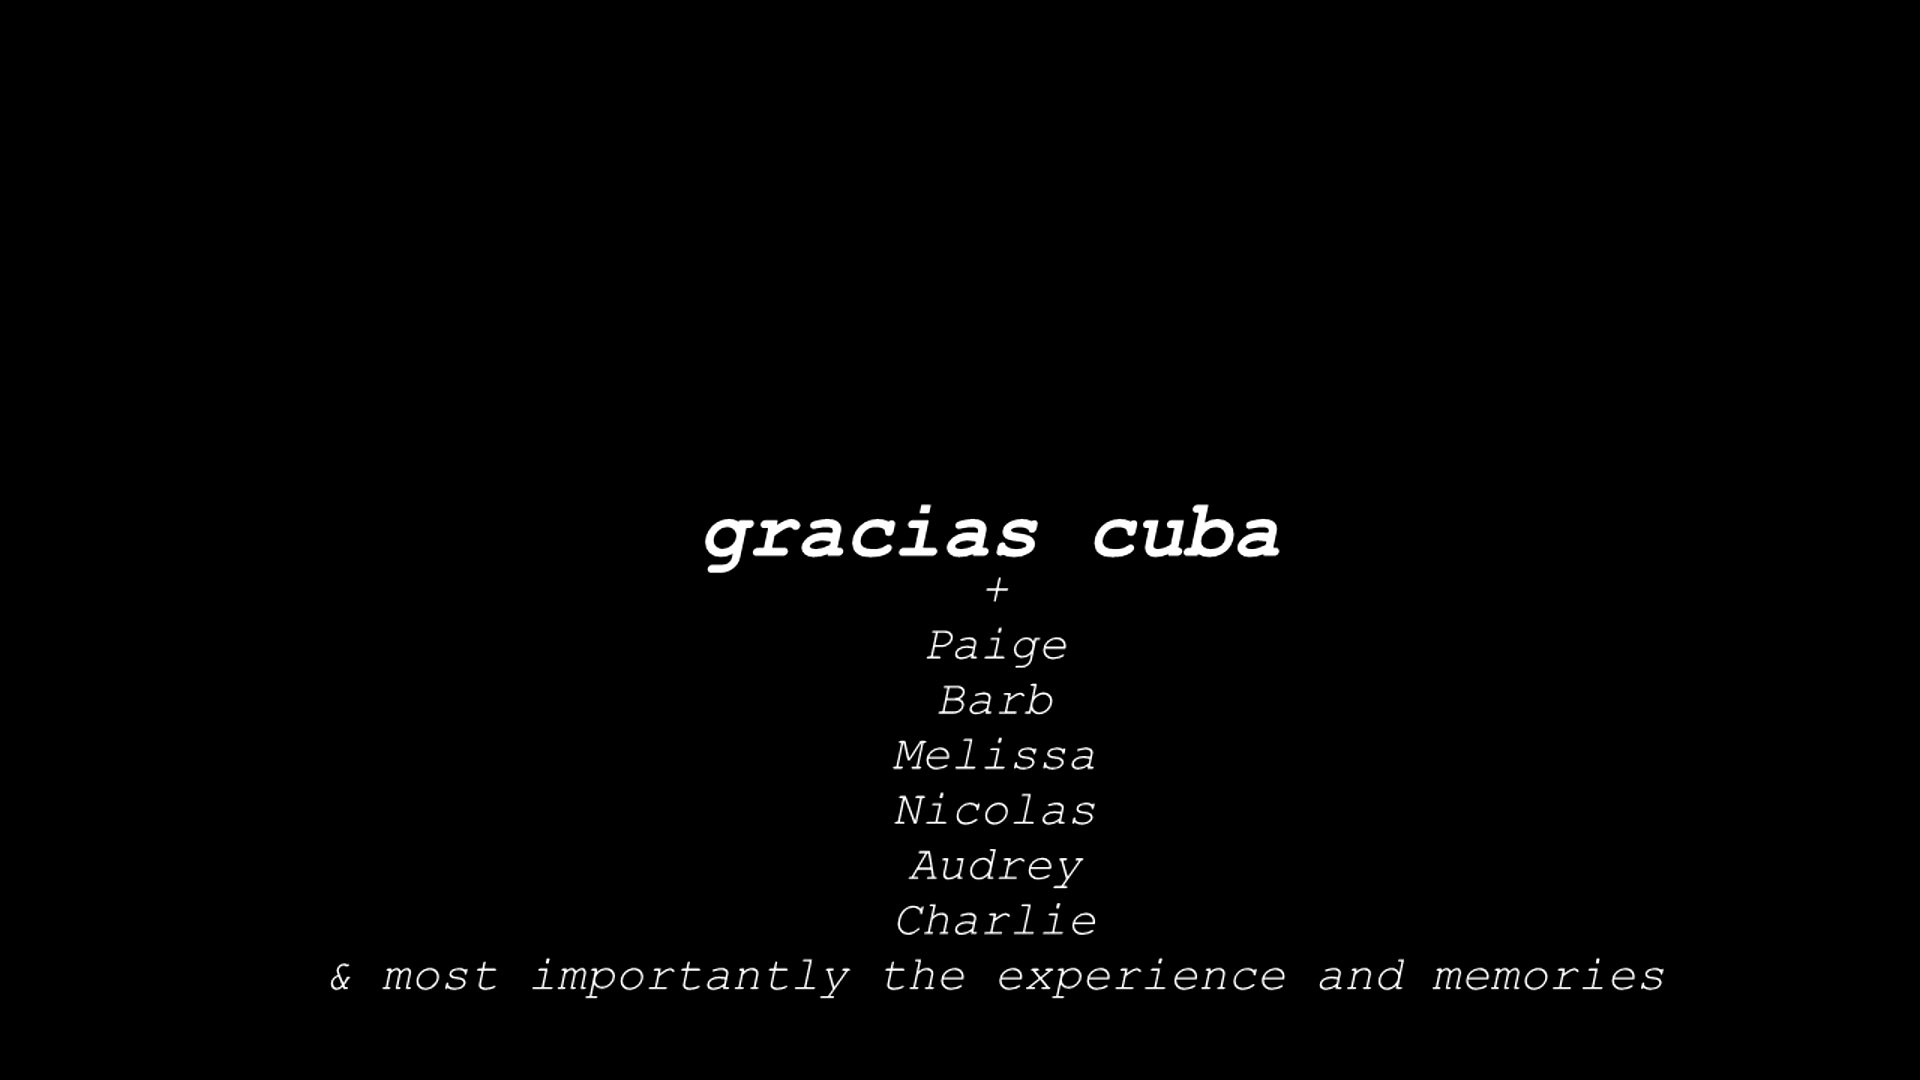 gracias cuba
+
Paige
Barb
Melissa
Nicolas
Audrey
Charlie
& most importantly the experience and memories